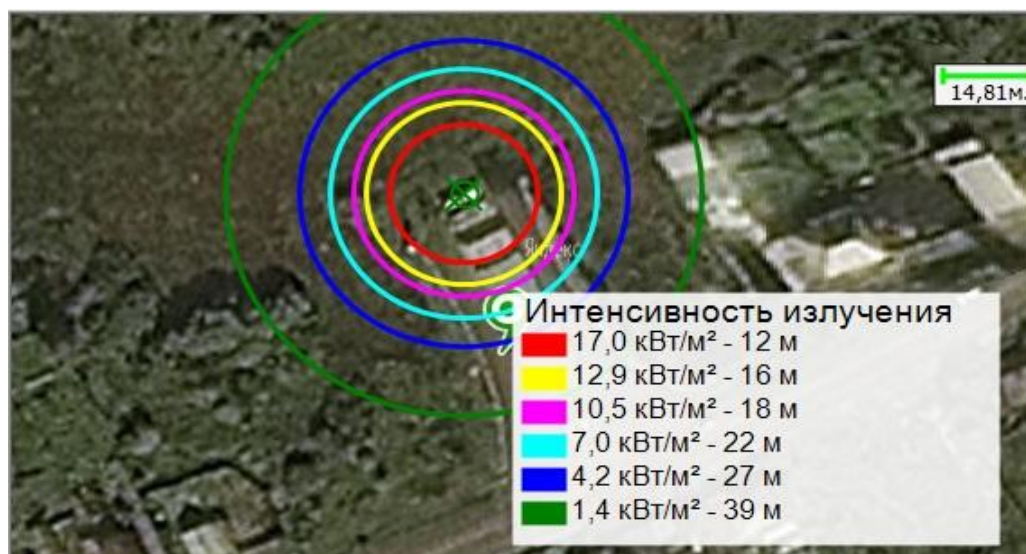 14,81м.
Яндекс
Я
Интенсивность излучения
17,0 кВт/м² - 12 м
12,9 кВт/м² - 16 м
10,5 кВт/м² - 18 м
7,0 кВт/м² - 22 м
4,2 кВт/м² - 27 м
1,4 кВт/м² - 39 м